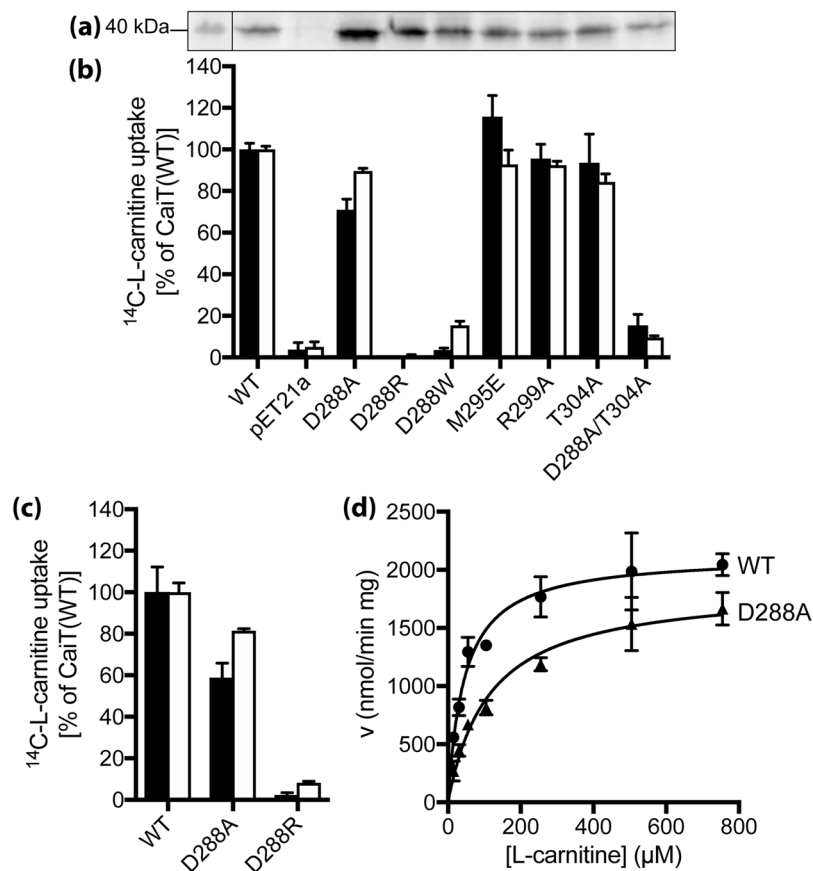 (a) 40 kDa
(b)
140
120
100
80
60
40
20
0
¹⁴C-L-carnitine uptake
[% of CaiT(WT)]
WT
pET21a
D288A
D288R
D288W
M295E
R299A
T304A
D288A/T304A
(c)
140
120
100
80
60
40
20
0
¹⁴C-L-carnitine uptake
[% of CaiT(WT)]
WT
D288A
D288R
(d)
2500
2000
1500
1000
500
0
v (nmol/min mg)
WT
D288A
0 200 400 600 800
[L-carnitine] (µM)